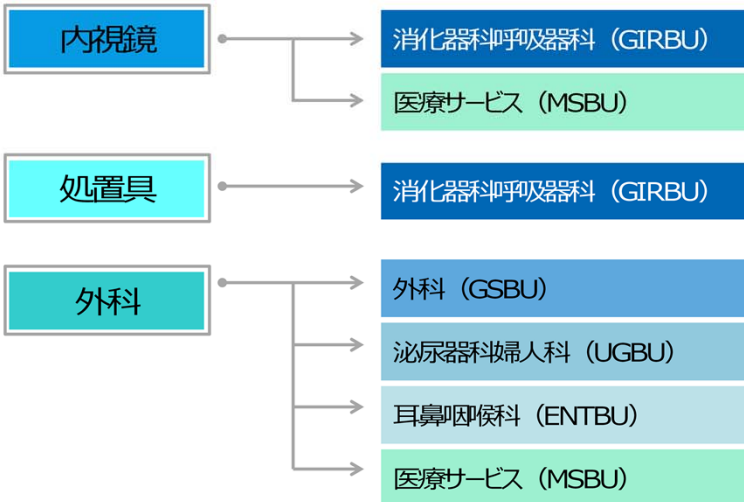 内視鏡
消化器科呼吸器科（GIRBU）
医療サービス（MSBU）
処置具
消化器科呼吸器科（GIRBU）
外科
外科（GSBU）
泌尿器科婦人科（UGBU）
耳鼻咽喉科（ENTBU）
医療サービス（MSBU）